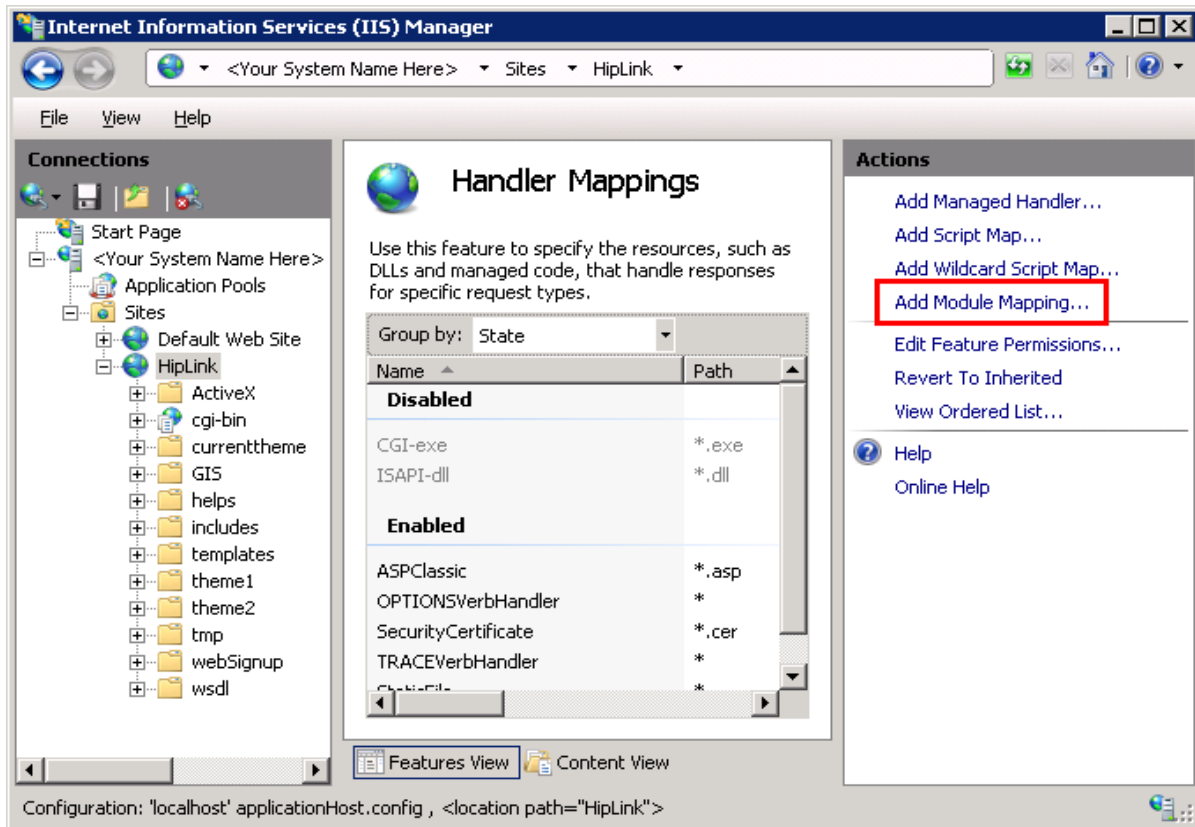 Internet Information Services (IIS) Manager
<Your System Name Here> Sites HipLink
File View Help
Connections
Start Page
<Your System Name Here>
Application Pools
Sites
Default Web Site
HipLink
ActiveX
cgi-bin
currenttheme
GIS
helps
includes
templates
theme1
theme2
tmp
webSignup
wsdl
Handler Mappings
Use this feature to specify the resources, such as
DLLs and managed code, that handle responses
for specific request types.
Group by: State
Name Path
Disabled
CGI-exe *.exe
ISAPI-dll *.dll
Enabled
ASPClassic *.asp
OPTIONSVerbHandler *
SecurityCertificate *.cer
TRACEVerbHandler *
StaticFile *
Features View Content View
Actions
Add Managed Handler...
Add Script Map...
Add Wildcard Script Map...
Add Module Mapping...
Edit Feature Permissions...
Revert To Inherited
View Ordered List...
Help
Online Help
Configuration: 'localhost' applicationHost.config , <location path="HipLink">